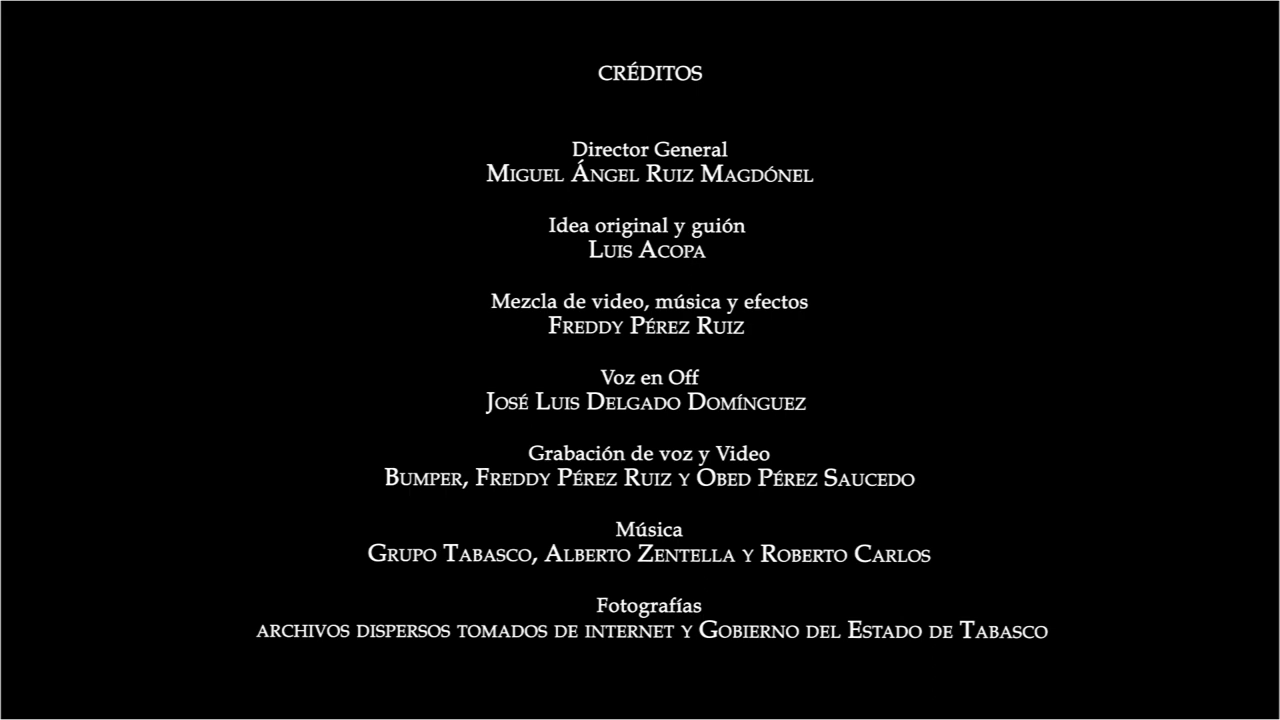 CRÉDITOS
Director General
MIGUEL ÁNGEL RUIZ MAGDÓNEL
Idea original y guión
LUIS ACOPA
Mezcla de video, música y efectos
FREDDY PÉREZ RUIZ
Voz en Off
JOSÉ LUIS DELGADO DOMÍNGUEZ
Grabación de voz y Video
BUMPER, FREDDY PÉREZ RUIZ Y OBED PÉREZ SAUCEDO
Música
GRUPO TABASCO, ALBERTO ZENTELLA Y ROBERTO CARLOS
Fotografías
ARCHIVOS DISPERSOS TOMADOS DE INTERNET Y GOBIERNO DEL ESTADO DE TABASCO